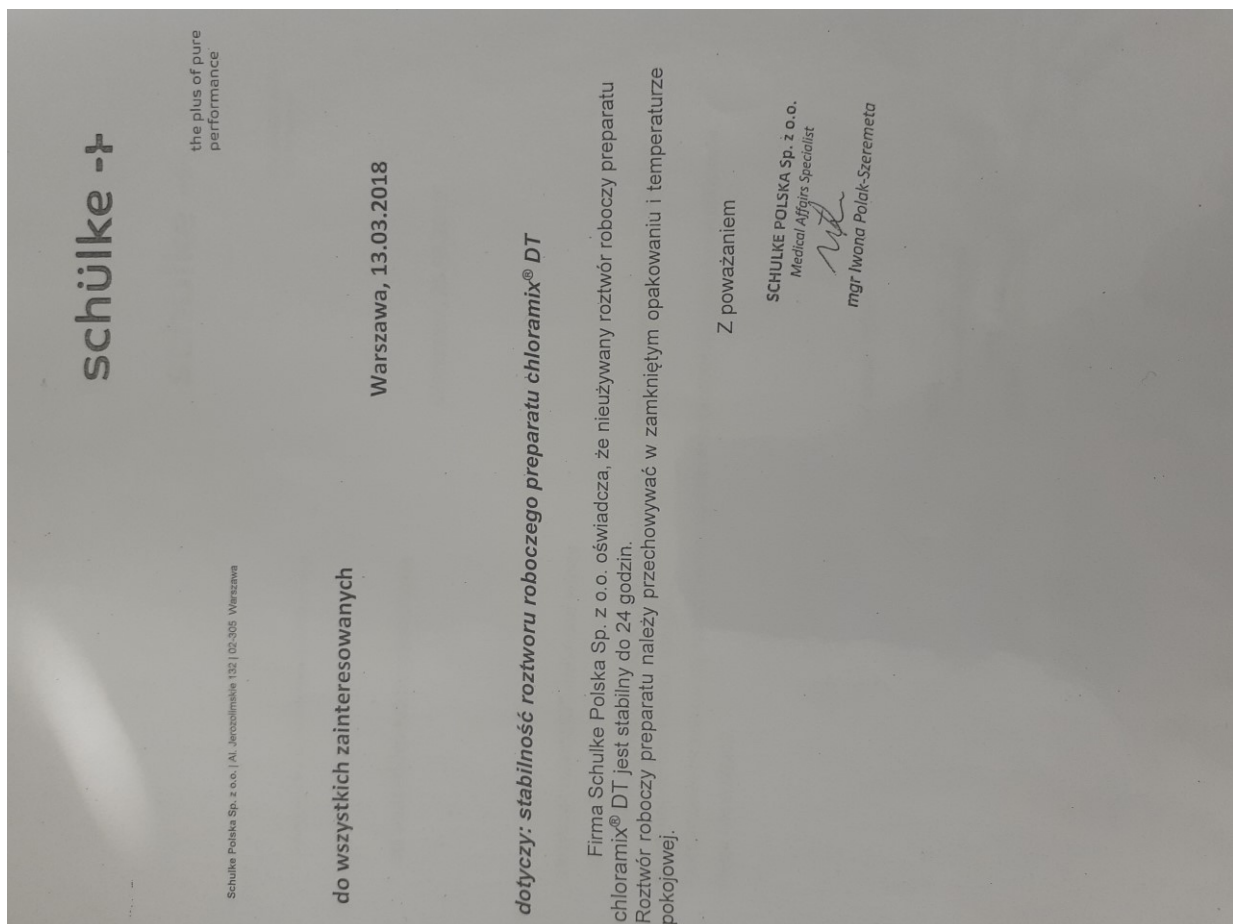 schülke -+
the plus of pure
performance
Schulke Polska Sp. z o.o. | Al. Jerozolimskie 132 | 02-305 Warszawa
do wszystkich zainteresowanych
Warszawa, 13.03.2018
dotyczy: stabilność roztworu roboczego preparatu chloramix® DT
Firma Schulke Polska Sp. z o.o. oświadcza, że nieużywany roztwór roboczy preparatu
chloramix® DT jest stabilny do 24 godzin.
Roztwór roboczy preparatu należy przechowywać w zamkniętym opakowaniu i temperaturze
pokojowej.
Z poważaniem
SCHULKE POLSKA Sp. z o.o.
Medical Affairs Specialist
mgr Iwona Polak-Szeremeta